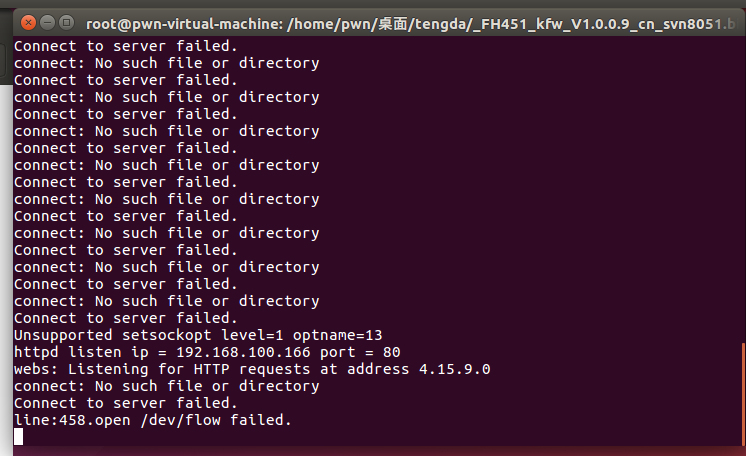 root@pwn-virtual-machine: /home/pwn/桌面/tengda/_FH451_kfw_V1.0.0.9_cn_svn8051.b
Connect to server failed.
connect: No such file or directory
Connect to server failed.
connect: No such file or directory
Connect to server failed.
connect: No such file or directory
Connect to server failed.
connect: No such file or directory
Connect to server failed.
connect: No such file or directory
Connect to server failed.
connect: No such file or directory
Connect to server failed.
connect: No such file or directory
Connect to server failed.
connect: No such file or directory
Connect to server failed.
Unsupported setsockopt level=1 optname=13
httpd listen ip = 192.168.100.166 port = 80
webs: Listening for HTTP requests at address 4.15.9.0
connect: No such file or directory
Connect to server failed.
line:458.open /dev/flow failed.